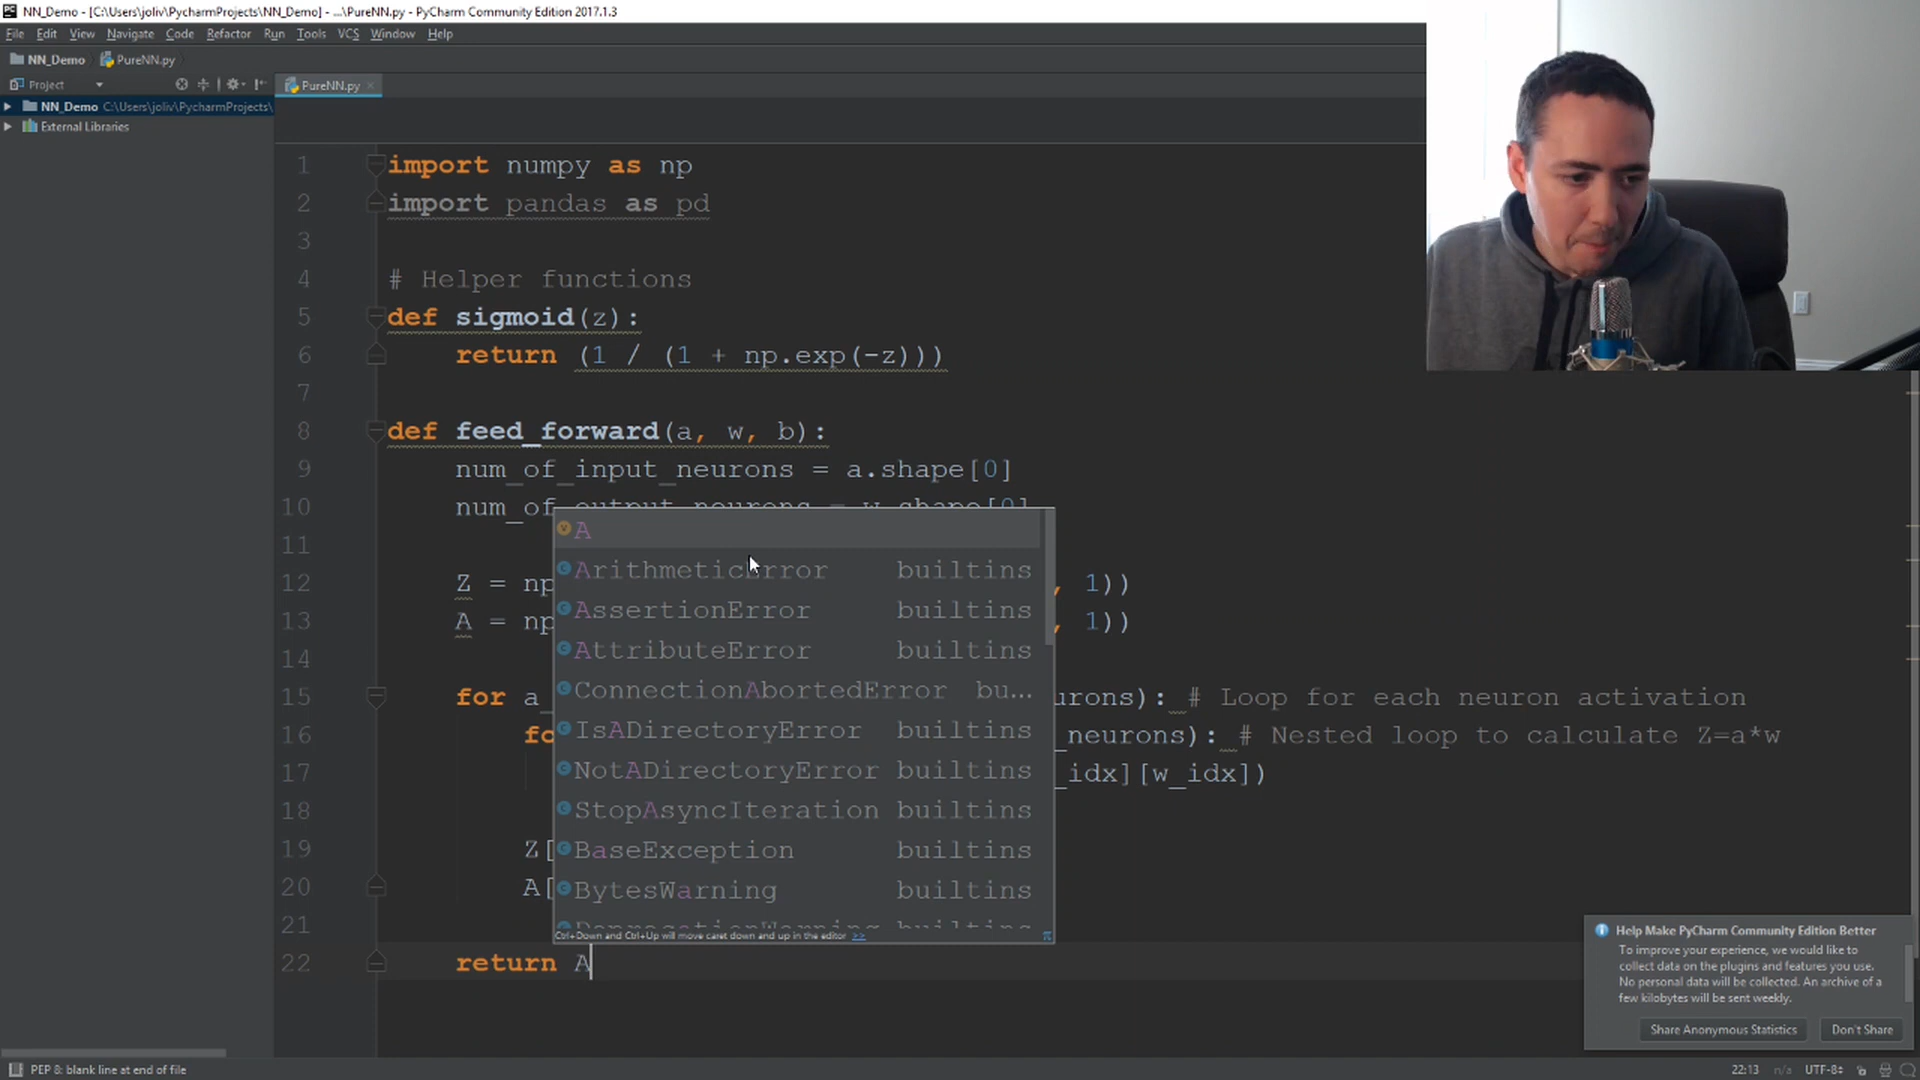 NN_Demo - [C:\Users\joliv\PycharmProjects\NN_Demo] - ...\PureNN.py - PyCharm Community Edition 2017.1.3
File Edit View Navigate Code Refactor Run Tools VCS Window Help
NN_Demo PureNN.py
Project
PureNN.py
NN_Demo C:\Users\joliv\PycharmProjects\
External Libraries
1 import numpy as np
2 import pandas as pd
3
4 # Helper functions
5 def sigmoid(z):
6 return (1 / (1 + np.exp(-z)))
7
8 def feed_forward(a, w, b):
9 num_of_input_neurons = a.shape[0]
10 num_of_output_neurons = w.shape[0]
11
12 Z = np , 1))
13 A = np , 1))
14
15 for a_ urons): # Loop for each neuron activation
16 fo _neurons): # Nested loop to calculate Z=a*w
17 _idx][w_idx])
18
19 Z[
20 A[
21
22 return A
A
ArithmeticError builtins
AssertionError builtins
AttributeError builtins
ConnectionAbortedError bu...
IsADirectoryError builtins
NotADirectoryError builtins
StopAsyncIteration builtins
BaseException builtins
BytesWarning builtins
DeprecationWarning builtins
Ctrl+Down and Ctrl+Up will move caret down and up in the editor >>
π
Help Make PyCharm Community Edition Better
To improve your experience, we would like to
collect data on the plugins and features you use.
No personal data will be collected. An archive of a
few kilobytes will be sent weekly.
Share Anonymous Statistics Don't Share
PEP 8: blank line at end of file
22:13 n/a UTF-8